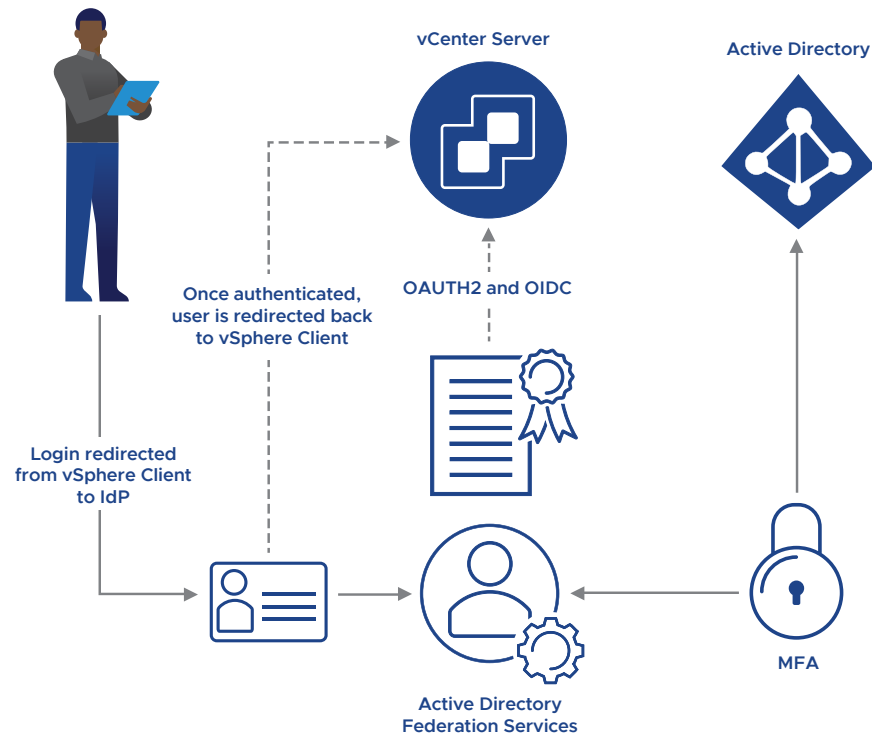 vCenter Server
Active Directory
Once authenticated,
user is redirected back
to vSphere Client
OAUTH2 and OIDC
Login redirected
from vSphere Client
to IdP
MFA
Active Directory
Federation Services